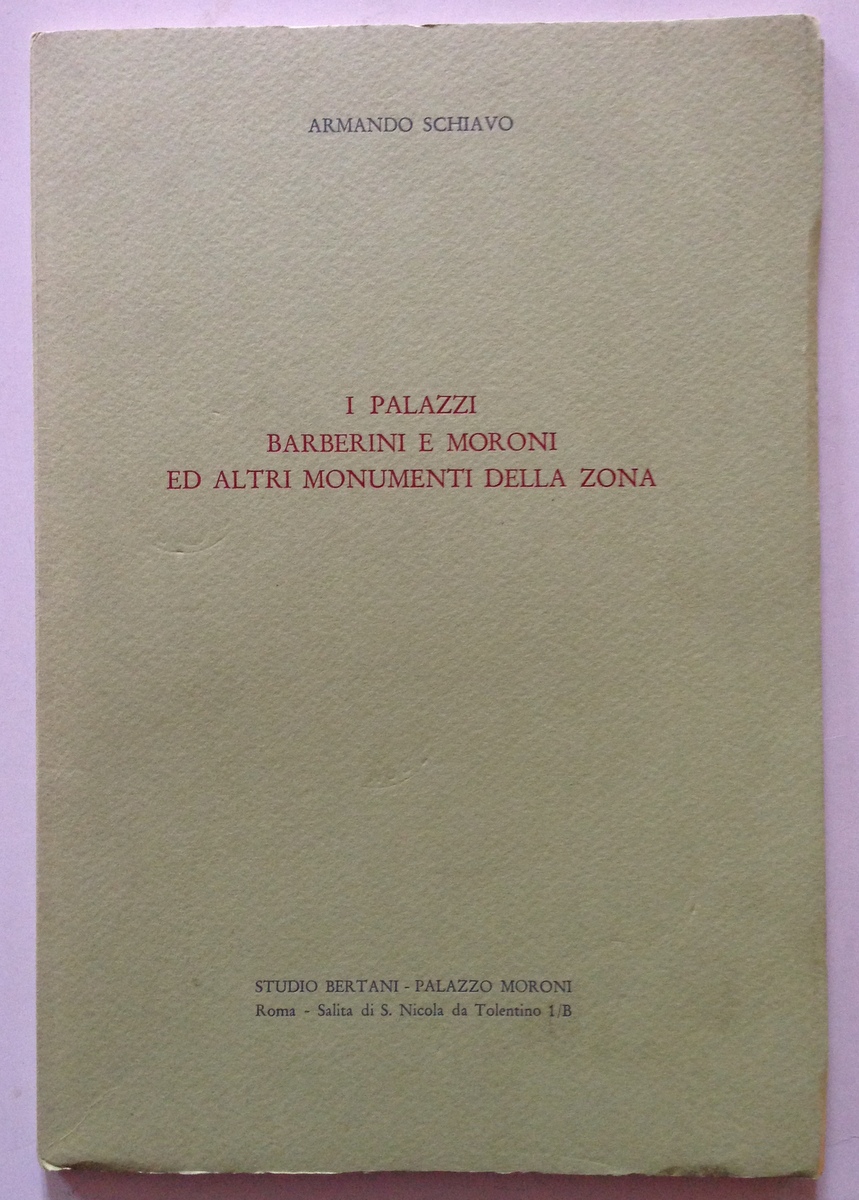 ARMANDO SCHIAVO
I PALAZZI
BARBERINI E MORONI
ED ALTRI MONUMENTI DELLA ZONA
STUDIO BERTANI - PALAZZO MORONI
Roma - Salita di S. Nicola da Tolentino 1/B